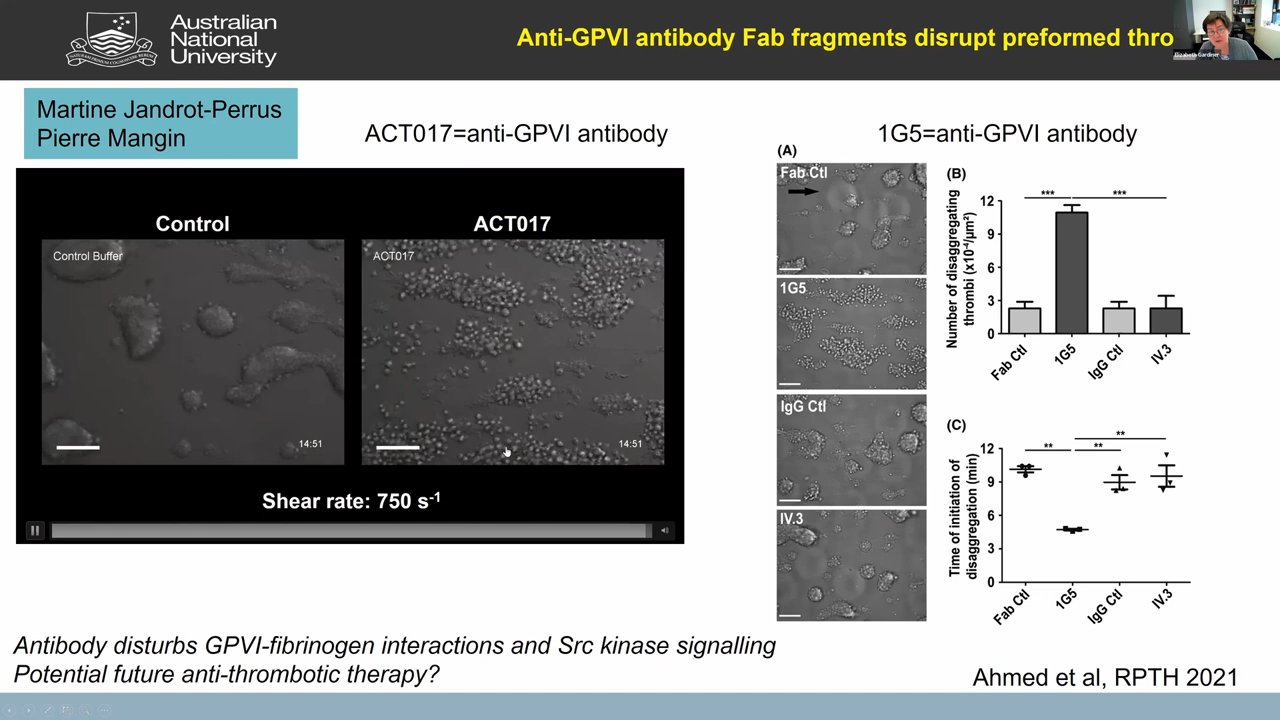 Australian
National
University
Anti-GPVI antibody Fab fragments disrupt preformed thro
Elizabeth Gardiner
Martine Jandrot-Perrus
Pierre Mangin
ACT017=anti-GPVI antibody
1G5=anti-GPVI antibody
Control
ACT017
Control Buffer
ACT017
14:51
14:51
Shear rate: 750 s-1
(A)
Fab Ctl
1G5
IgG Ctl
IV.3
(B)
Number of disaggregating
thrombi (x10-4/µm²)
12
9
6
3
0
***
***
Fab Ctl
1G5
IgG Ctl
IV.3
(C)
Time of initiation of
disaggregation (min)
12
9
6
3
0
**
**
**
Fab Ctl
1G5
IgG Ctl
IV.3
Antibody disturbs GPVI-fibrinogen interactions and Src kinase signalling
Potential future anti-thrombotic therapy?
Ahmed et al, RPTH 2021